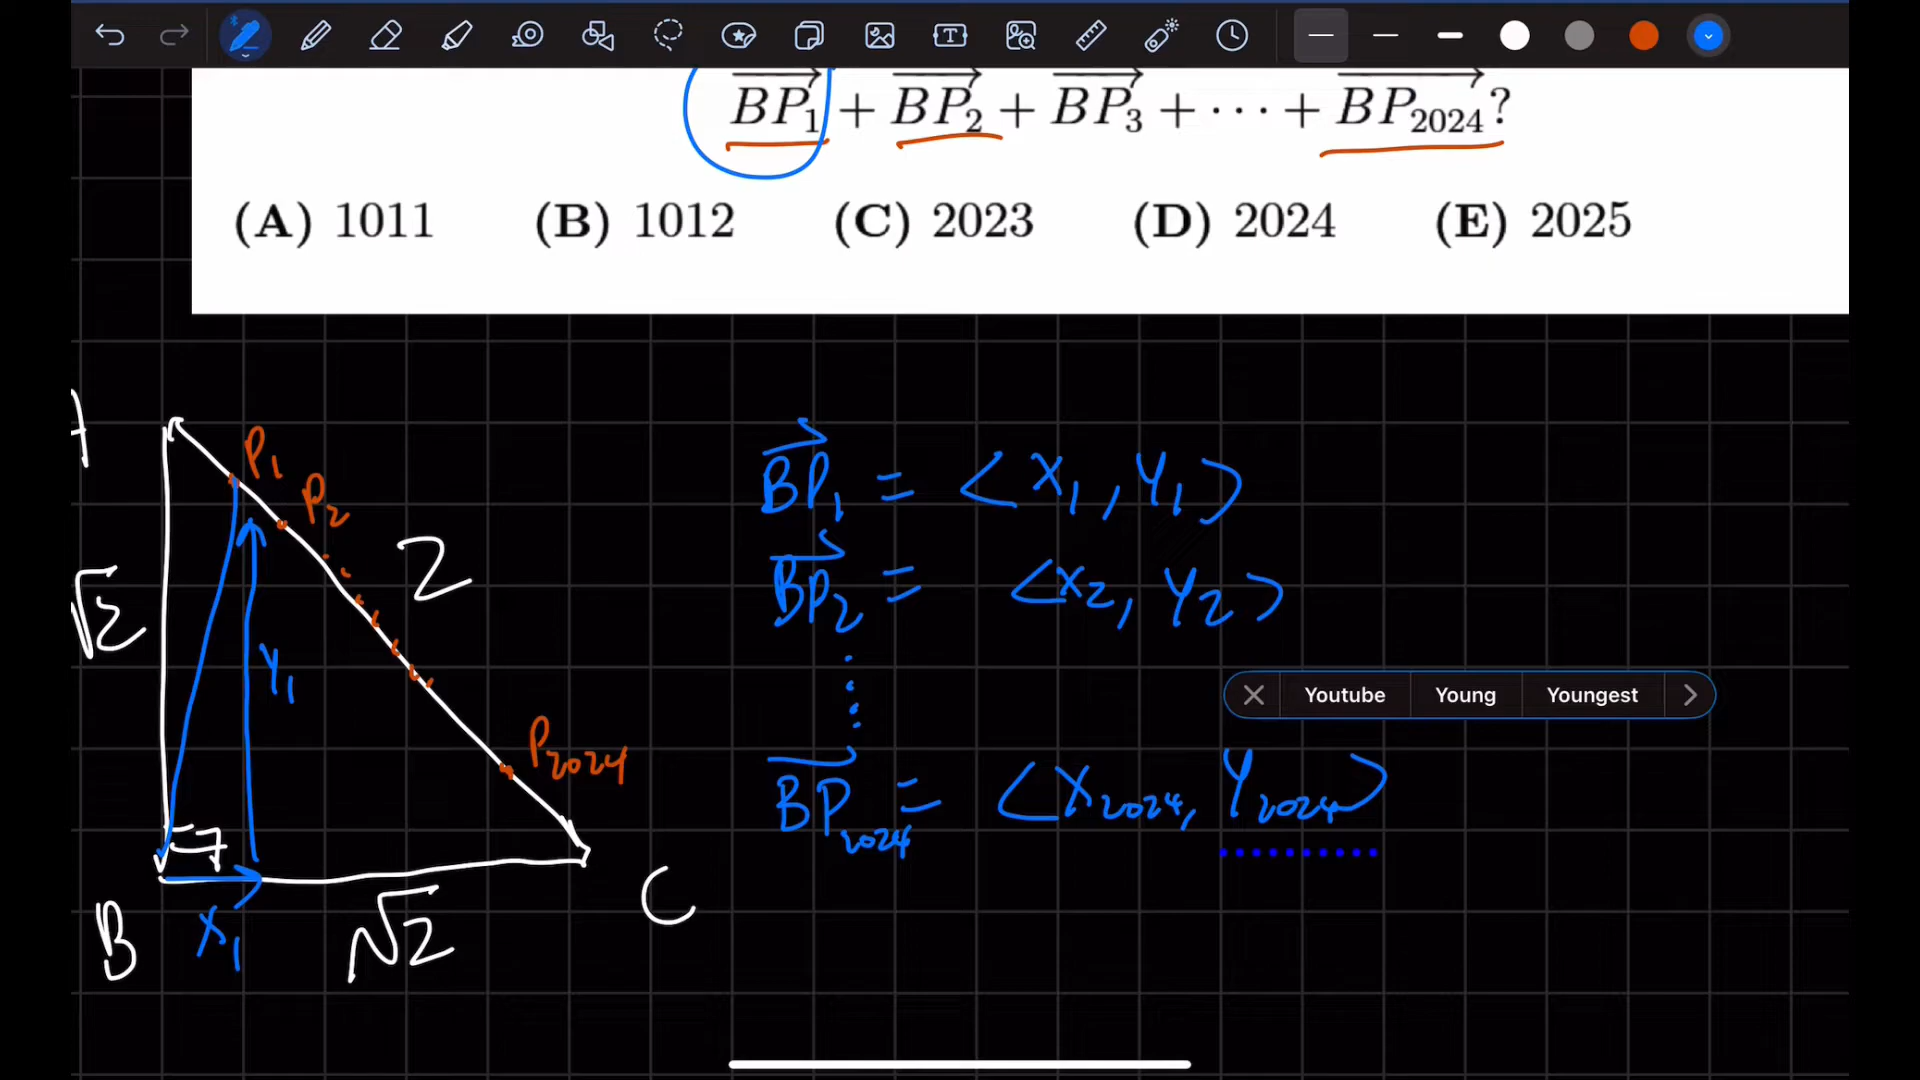 BP₁ + BP₂ + BP₃ + ⋯ + BP₂₀₂₄?
(A) 1011 (B) 1012 (C) 2023 (D) 2024 (E) 2025
P₁
P₂
2
√2
Y₁
P₂₀₂₄
B
X₁
√2
C
BP₁ = <X₁, Y₁>
BP₂ = <X₂, Y₂>
Youtube Young Youngest
BP₂₀₂₄ = <X₂₀₂₄, Y₂₀₂₄>